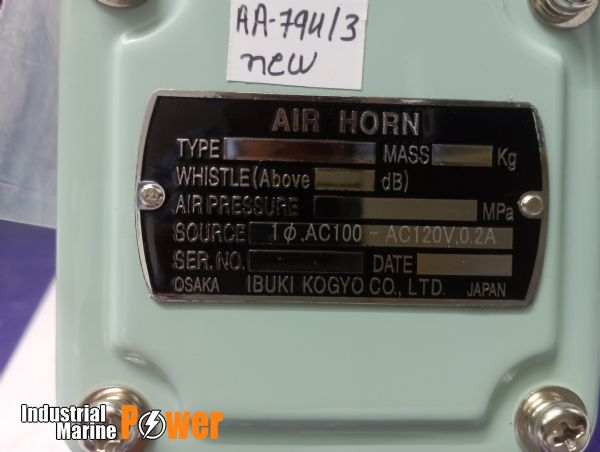 AA-794/3
new
AIR HORN
TYPE MASS Kg
WHISTLE(Above dB)
AIR PRESSURE MPa
SOURCE 1φ,AC100-AC120V,0.2A
SER.NO. DATE
OSAKA IBUKI KOGYO CO., LTD. JAPAN
Industrial
Marine Power